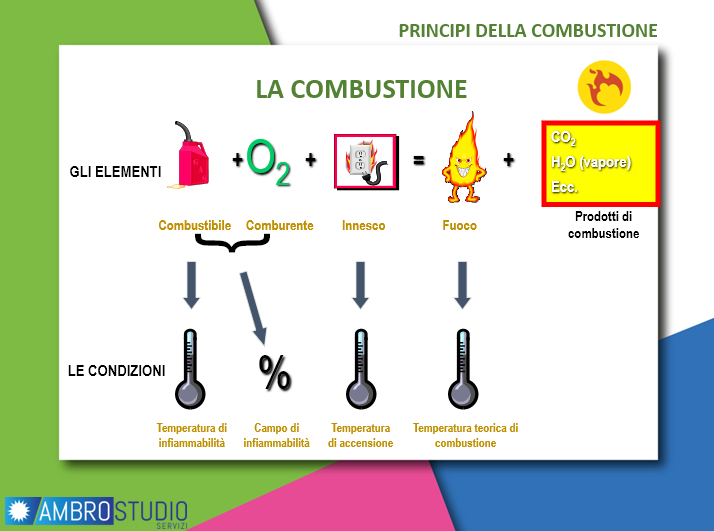 PRINCIPI DELLA COMBUSTIONE
LA COMBUSTIONE
GLI ELEMENTI
+
O₂
+
=
+
CO₂
H₂O (vapore)
Ecc.
Combustibile
Comburente
Innesco
Fuoco
Prodotti di
combustione
LE CONDIZIONI
%
Temperatura di
infiammabilità
Campo di
infiammabilità
Temperatura
di accensione
Temperatura teorica di
combustione
AMBROSTUDIO
SERVIZI